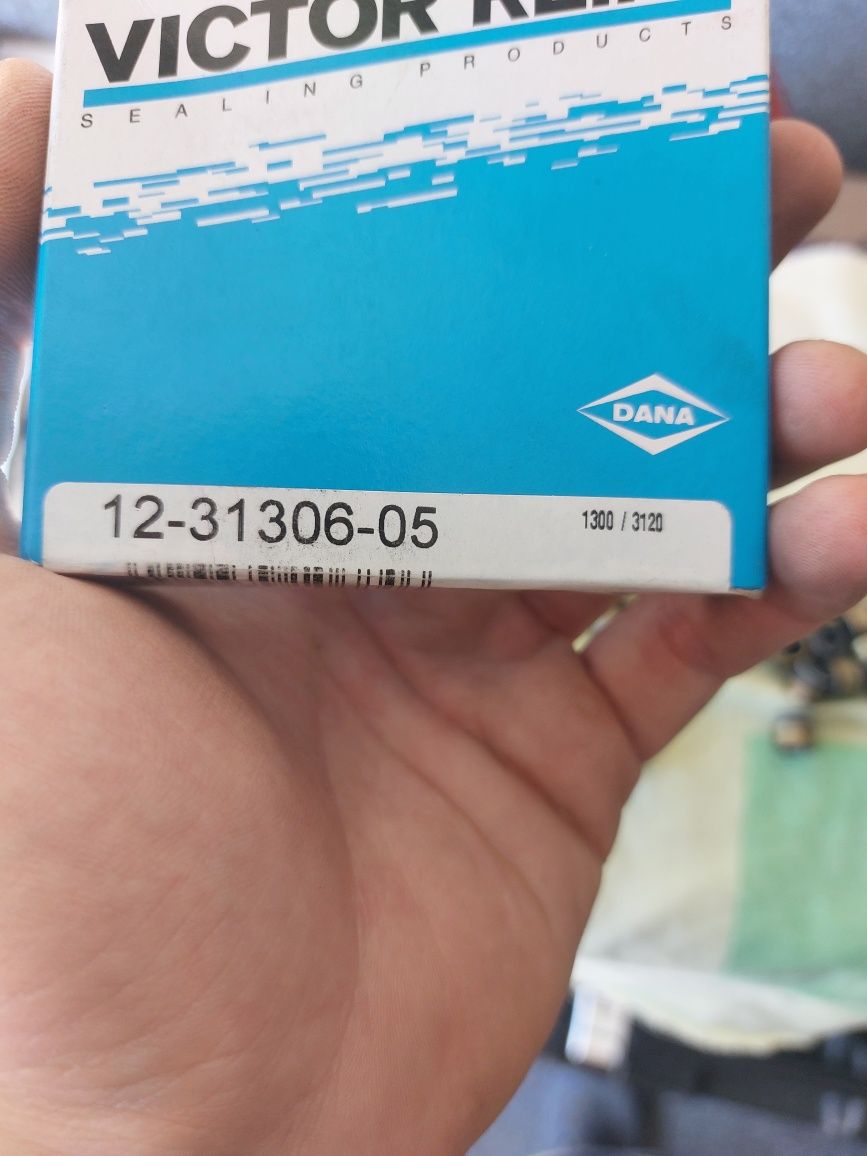 VICTOR
SEALING PRODUCTS
DANA
12-31306-05
1300 / 3120